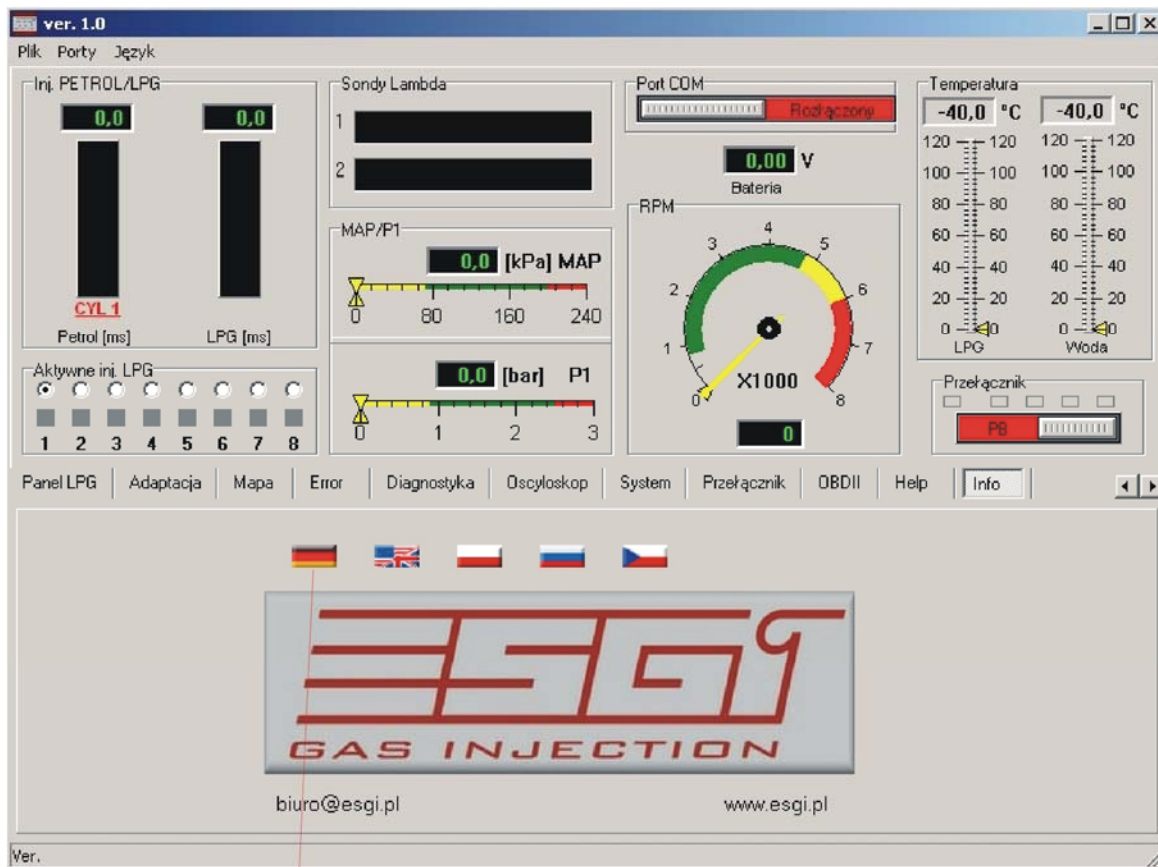 ver. 1.0
Plik Porty Język
Inj. PETROL/LPG
0,0 0,0
CYL 1
Petrol [ms] LPG [ms]
Aktywne inj. LPG
1 2 3 4 5 6 7 8
Sondy Lambda
1
2
MAP/P1
0,0 [kPa] MAP
0 80 160 240
0,0 [bar] P1
0 1 2 3
Port COM
Rozłączony
0,00 V
Bateria
RPM
0 1 2 3 4 5 6 7 8
X1000
0
Temperatura
-40,0 °C -40,0 °C
120 120 120 120
100 100 100 100
80 80 80 80
60 60 60 60
40 40 40 40
20 20 20 20
0 0 0 0
LPG Woda
Przełącznik
PB
Panel LPG Adaptacja Mapa Error Diagnostyka Oscyloskop System Przełącznik OBDII Help Info
ESGI
GAS INJECTION
biuro@esgi.pl www.esgi.pl
Ver.